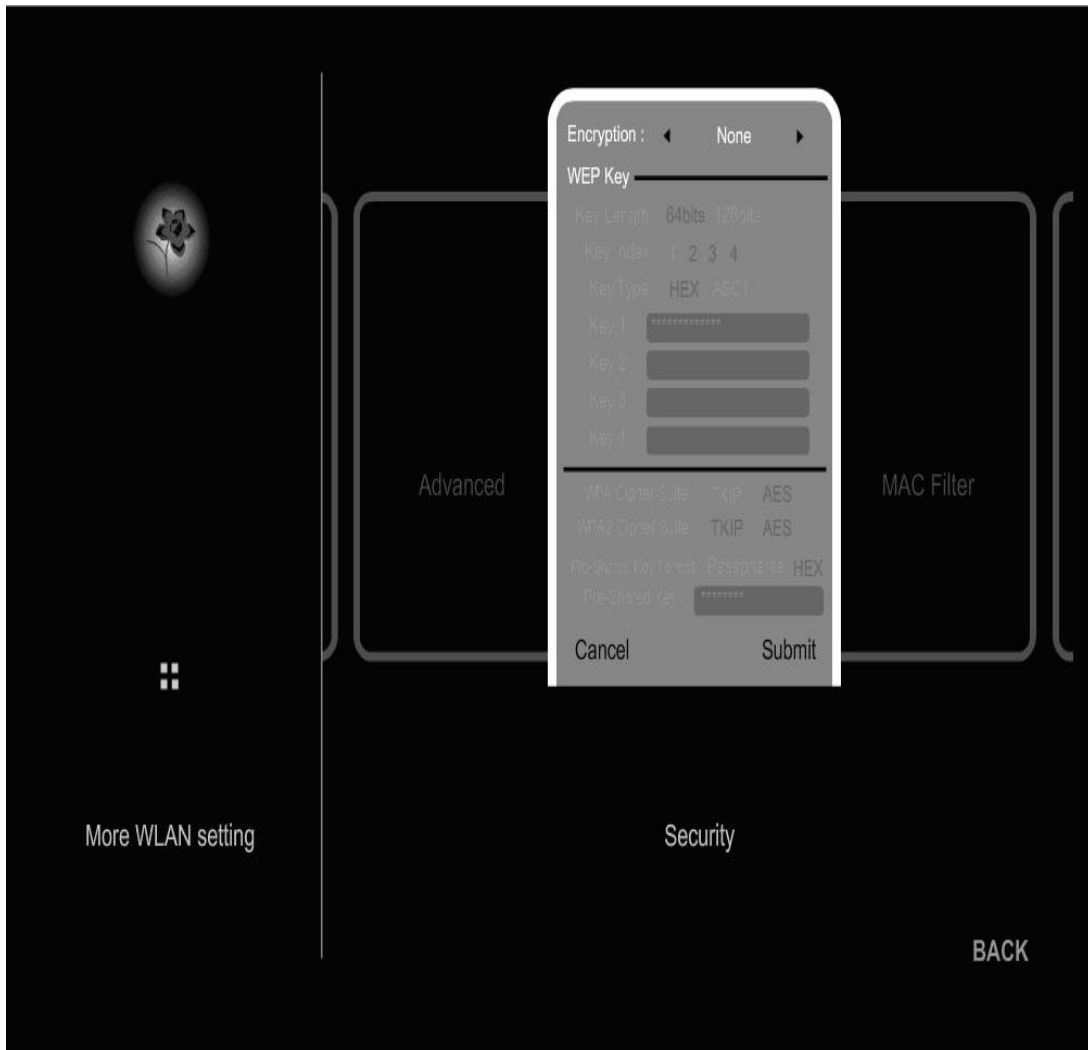 Encryption : None
WEP Key
Key Length 64bits 128bits
Key Index 1 2 3 4
Key Type HEX ASCII
Key 1 *************
Key 2
Key 3
Key 4
WPA Cipher Suite TKIP AES
WPA2 Cipher Suite TKIP AES
Pre-Shared Key Format : Passpharse HEX
Pre-Shared Key ********
Cancel Submit
Advanced
MAC Filter
More WLAN setting
Security
BACK